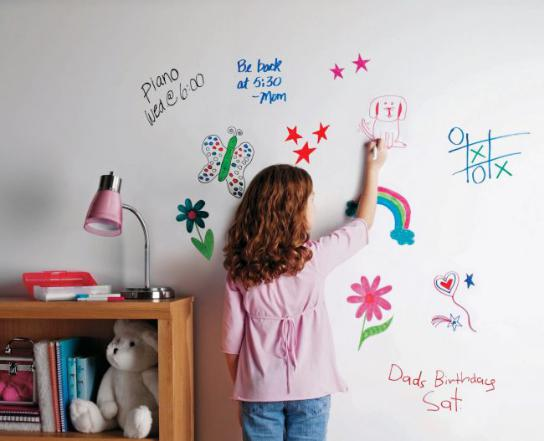 Piano
Wed @ 6:00
Be back
at 5:30
-Mom
Dads Birthday
Sat.